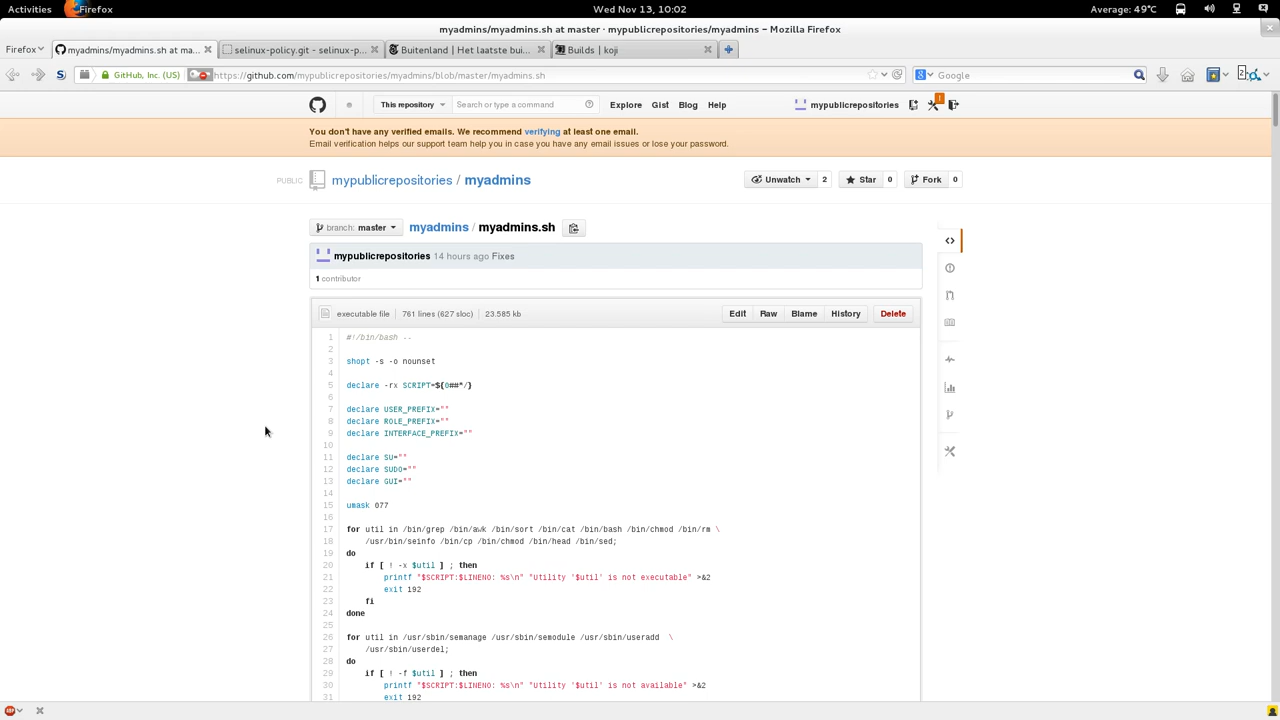 Activities Firefox Wed Nov 13, 10:02 Average: 49°C
myadmins/myadmins.sh at master · mypublicrepositories/myadmins – Mozilla Firefox
Firefox myadmins/myadmins.sh at ma... selinux-policy.git - selinux-p... Buitenland | Het laatste bui... Builds | koji
GitHub, Inc. (US) https://github.com/mypublicrepositories/myadmins/blob/master/myadmins.sh Google
This repository Search or type a command Explore Gist Blog Help mypublicrepositories
You don't have any verified emails. We recommend verifying at least one email.
Email verification helps our support team help you in case you have any email issues or lose your password.
PUBLIC mypublicrepositories / myadmins Unwatch 2 Star 0 Fork 0
branch: master myadmins / myadmins.sh
mypublicrepositories 14 hours ago Fixes
1 contributor
executable file 761 lines (627 sloc) 23.585 kb Edit Raw Blame History Delete
1 #!/bin/bash --
2
3 shopt -s -o nounset
4
5 declare -rx SCRIPT=${0##*/}
6
7 declare USER_PREFIX=""
8 declare ROLE_PREFIX=""
9 declare INTERFACE_PREFIX=""
10
11 declare SU=""
12 declare SUDO=""
13 declare GUI=""
14
15 umask 077
16
17 for util in /bin/grep /bin/awk /bin/sort /bin/cat /bin/bash /bin/chmod /bin/rm \
18 /usr/bin/seinfo /bin/cp /bin/chmod /bin/head /bin/sed;
19 do
20 if [ ! -x $util ] ; then
21 printf "$SCRIPT:$LINENO: %s\n" "Utility '$util' is not executable" >&2
22 exit 192
23 fi
24 done
25
26 for util in /usr/sbin/semanage /usr/sbin/semodule /usr/sbin/useradd \
27 /usr/sbin/userdel;
28 do
29 if [ ! -f $util ] ; then
30 printf "$SCRIPT:$LINENO: %s\n" "Utility '$util' is not available" >&2
31 exit 192